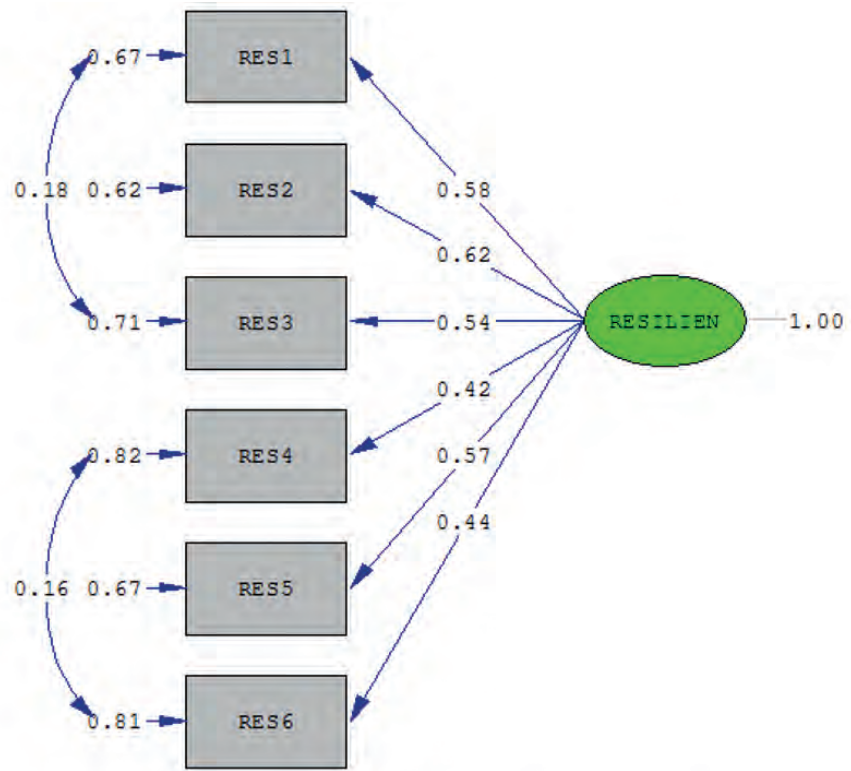 0.67 RES1
0.18 0.62 RES2 0.58
0.62
0.71 RES3 0.54 RESILIEN 1.00
0.42
0.82 RES4 0.57
0.44
0.16 0.67 RES5
0.81 RES6